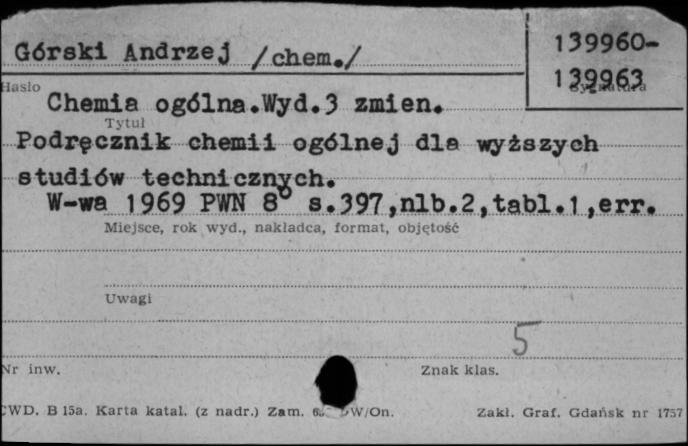 Górski Andrzej /chem./
139960-
139963
Hasło
Sygnatura
Chemia ogólna.Wyd.3 zmien.
Tytuł
Podręcznik chemii ogólnej dla wyższych
studiów technicznych.
W-wa 1969 PWN 8° s.397,nlb.2,tabl.1,err.
Miejsce, rok wyd., nakładca, format, objętość
Uwagi
5
Nr inw.
Znak klas.
CWD. B 15a. Karta katal. (z nadr.) Zam. W/On.
Zakł. Graf. Gdańsk nr 1757